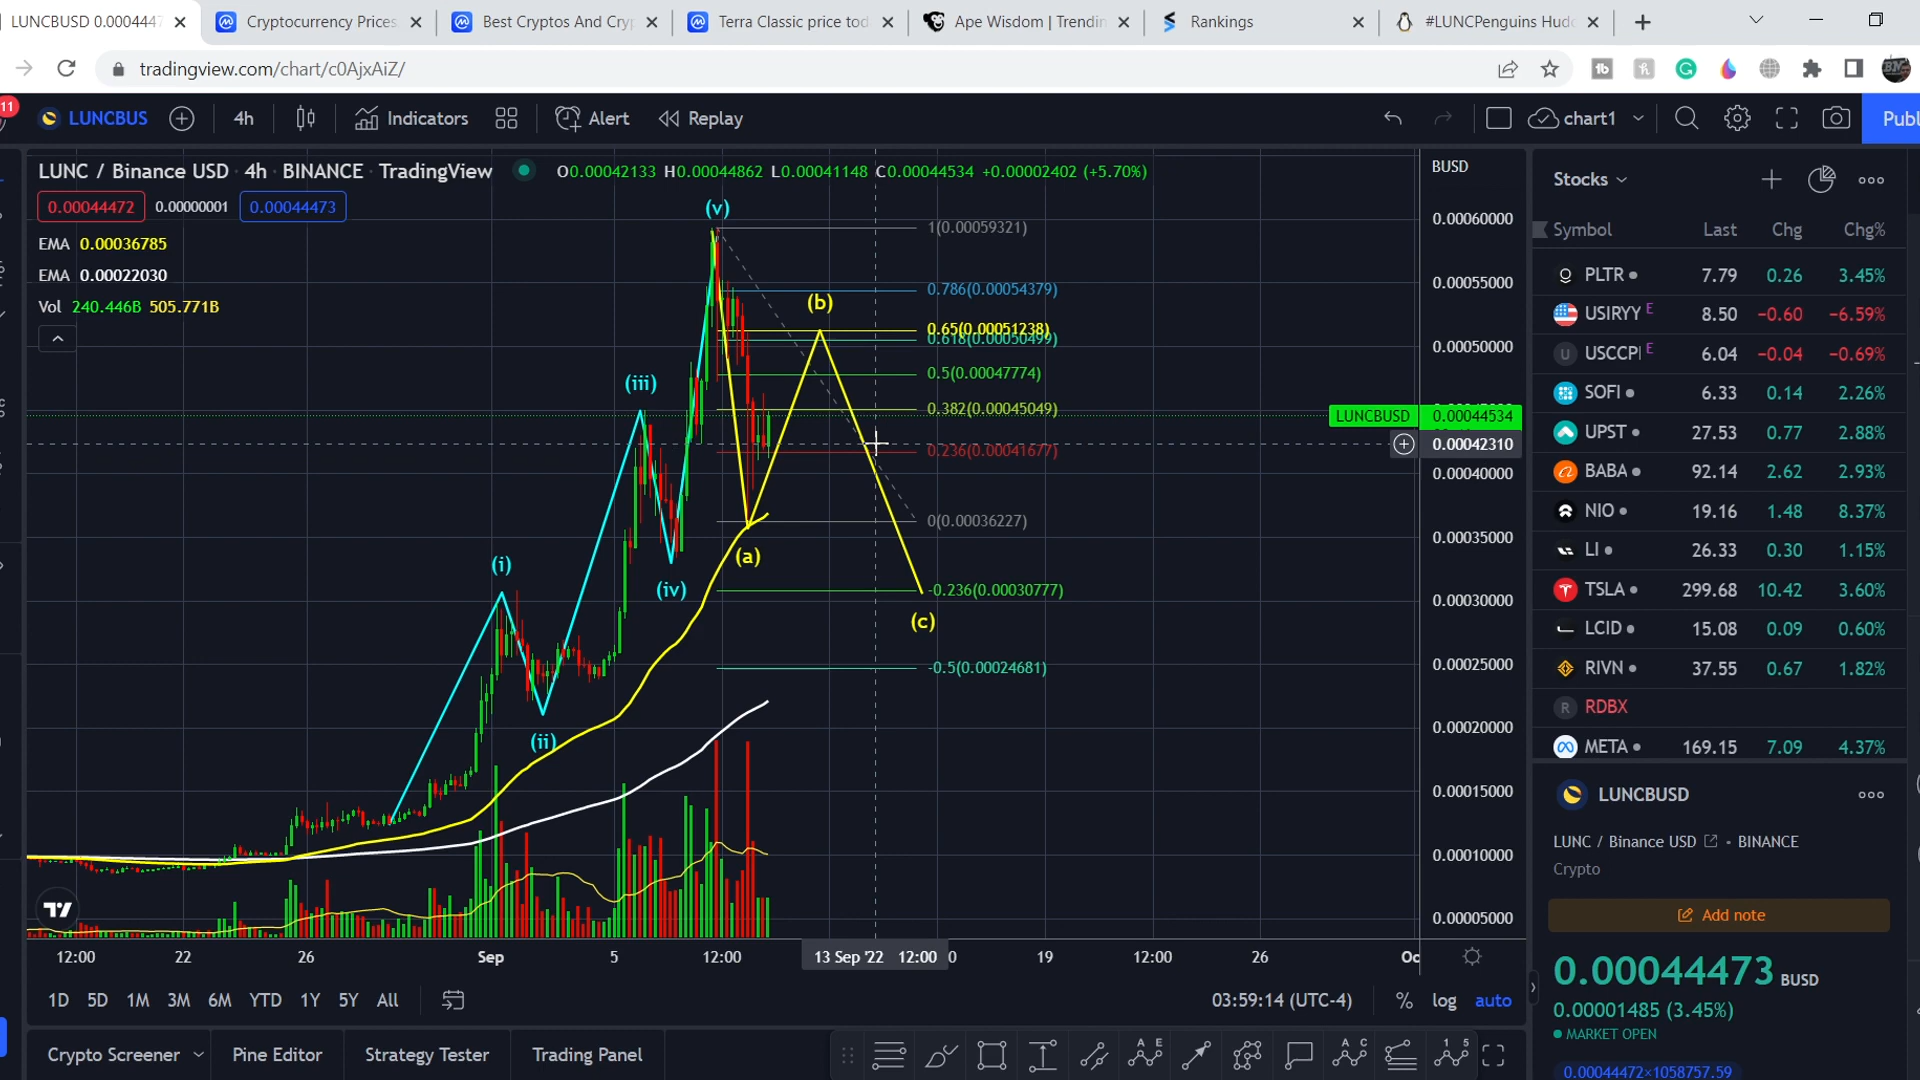 LUNCBUSD 0.0004447
Cryptocurrency Prices
Best Cryptos And Cryp
Terra Classic price tod
Ape Wisdom | Trendin
Rankings
#LUNCPenguins Hudd
tradingview.com/chart/c0AjxAiZ/
11
LUNCBUS
4h
Indicators
Alert
Replay
chart1
Publ
LUNC / Binance USD · 4h · BINANCE · TradingView
O0.00042133 H0.00044862 L0.00041148 C0.00044534 +0.00002402 (+5.70%)
0.00044472 0.00000001 0.00044473
EMA 0.00036785
EMA 0.00022030
Vol 240.446B 505.771B
(v)
1(0.00059321)
0.786(0.00054379)
(b)
0.65(0.00051238)
0.618(0.00050499)
0.5(0.00047774)
(iii)
0.382(0.00045049)
0.236(0.00041677)
0(0.00036227)
(a)
(i)
(iv)
-0.236(0.00030777)
(c)
-0.5(0.00024681)
(ii)
BUSD
0.00060000
0.00055000
0.00050000
LUNCBUSD 0.00044534
0.00042310
0.00040000
0.00035000
0.00030000
0.00025000
0.00020000
0.00015000
0.00010000
0.00005000
12:00 22 26 Sep 5 12:00 13 Sep '22 12:00 0 19 12:00 26 Oc
1D 5D 1M 3M 6M YTD 1Y 5Y All
03:59:14 (UTC-4) % log auto
Crypto Screener Pine Editor Strategy Tester Trading Panel
Stocks
Symbol Last Chg Chg%
PLTR 7.79 0.26 3.45%
USIRYY E 8.50 −0.60 −6.59%
U USCCPI E 6.04 −0.04 −0.69%
SOFI 6.33 0.14 2.26%
UPST 27.53 0.77 2.88%
BABA 92.14 2.62 2.93%
NIO 19.16 1.48 8.37%
LI 26.33 0.30 1.15%
TSLA 299.68 10.42 3.60%
LCID 15.08 0.09 0.60%
RIVN 37.55 0.67 1.82%
R RDBX
META 169.15 7.09 4.37%
LUNCBUSD
LUNC / Binance USD • BINANCE
Crypto
Add note
0.00044473 BUSD
0.00001485 (3.45%)
MARKET OPEN
0.00044472×1058757.59